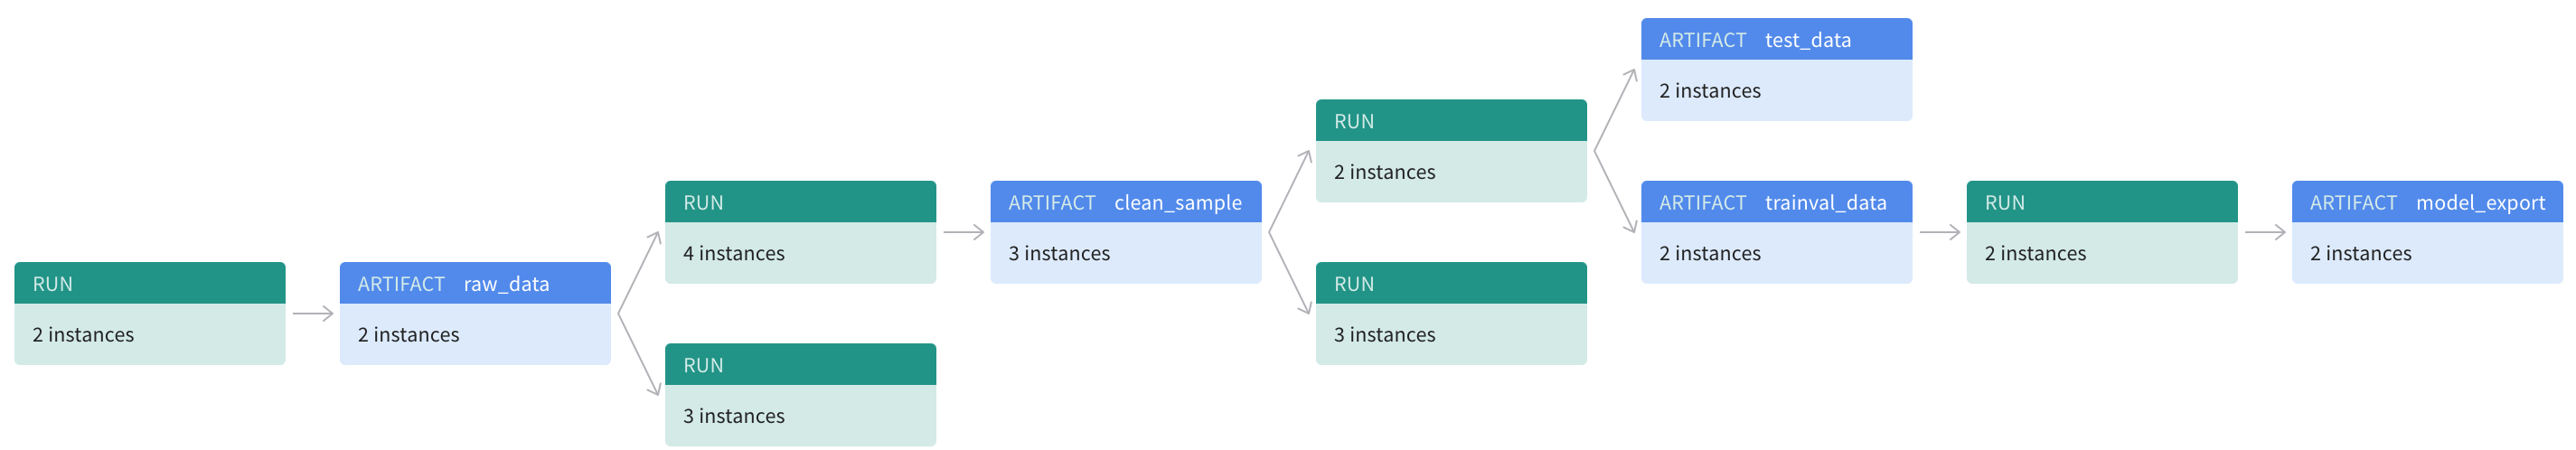 RUN
2 instances
ARTIFACT raw_data
2 instances
RUN
4 instances
RUN
3 instances
ARTIFACT clean_sample
3 instances
RUN
2 instances
RUN
3 instances
ARTIFACT test_data
2 instances
ARTIFACT trainval_data
2 instances
RUN
2 instances
ARTIFACT model_export
2 instances